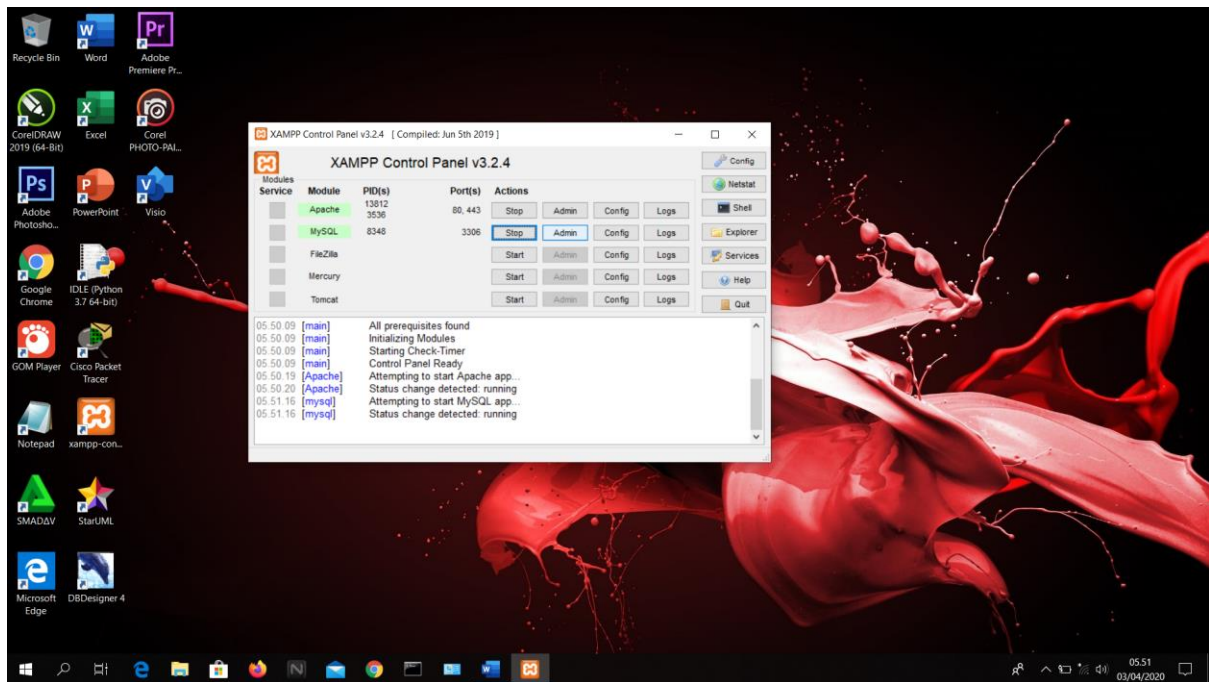 Recycle Bin
Word
Adobe
Premiere Pr...
CorelDRAW
2019 (64-Bit)
Excel
Corel
PHOTO-PAI...
Adobe
Photosho...
PowerPoint
Visio
Google
Chrome
IDLE (Python
3.7 64-bit)
GOM Player
Cisco Packet
Tracer
Notepad
xampp-con...
SMADAV
StarUML
Microsoft
Edge
DBDesigner 4
XAMPP Control Panel v3.2.4 [ Compiled: Jun 5th 2019 ]
XAMPP Control Panel v3.2.4
Config
Modules
Service Module PID(s) Port(s) Actions
Netstat
Apache 13812
3536 80, 443 Stop Admin Config Logs
Shell
MySQL 8348 3306 Stop Admin Config Logs
Explorer
FileZilla Start Admin Config Logs
Services
Mercury Start Admin Config Logs
Help
Tomcat Start Admin Config Logs
Quit
05.50.09 [main] All prerequisites found
05.50.09 [main] Initializing Modules
05.50.09 [main] Starting Check-Timer
05.50.09 [main] Control Panel Ready
05.50.19 [Apache] Attempting to start Apache app...
05.50.20 [Apache] Status change detected: running
05.51.16 [mysql] Attempting to start MySQL app...
05.51.16 [mysql] Status change detected: running
05.51
03/04/2020